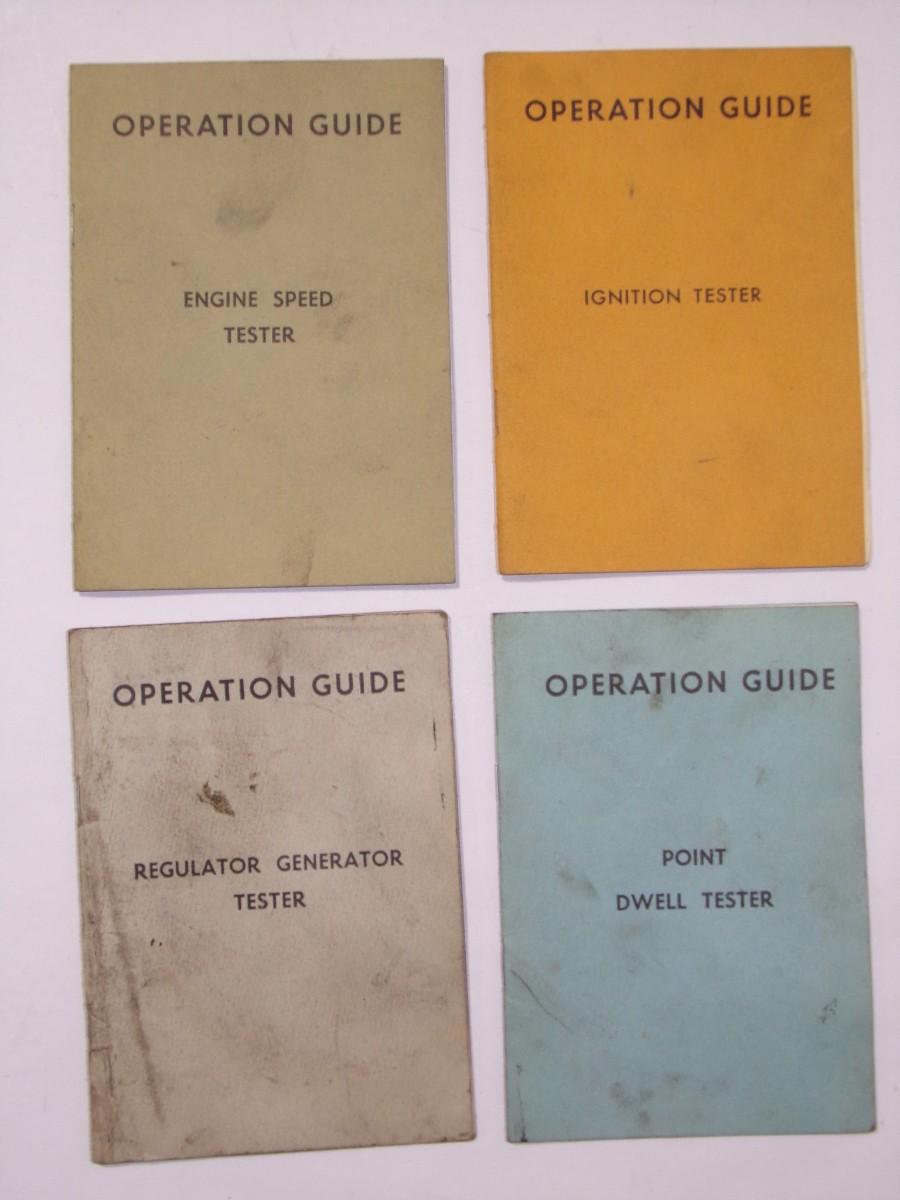 OPERATION GUIDE
ENGINE SPEED
TESTER
OPERATION GUIDE
IGNITION TESTER
OPERATION GUIDE
REGULATOR GENERATOR
TESTER
OPERATION GUIDE
POINT
DWELL TESTER